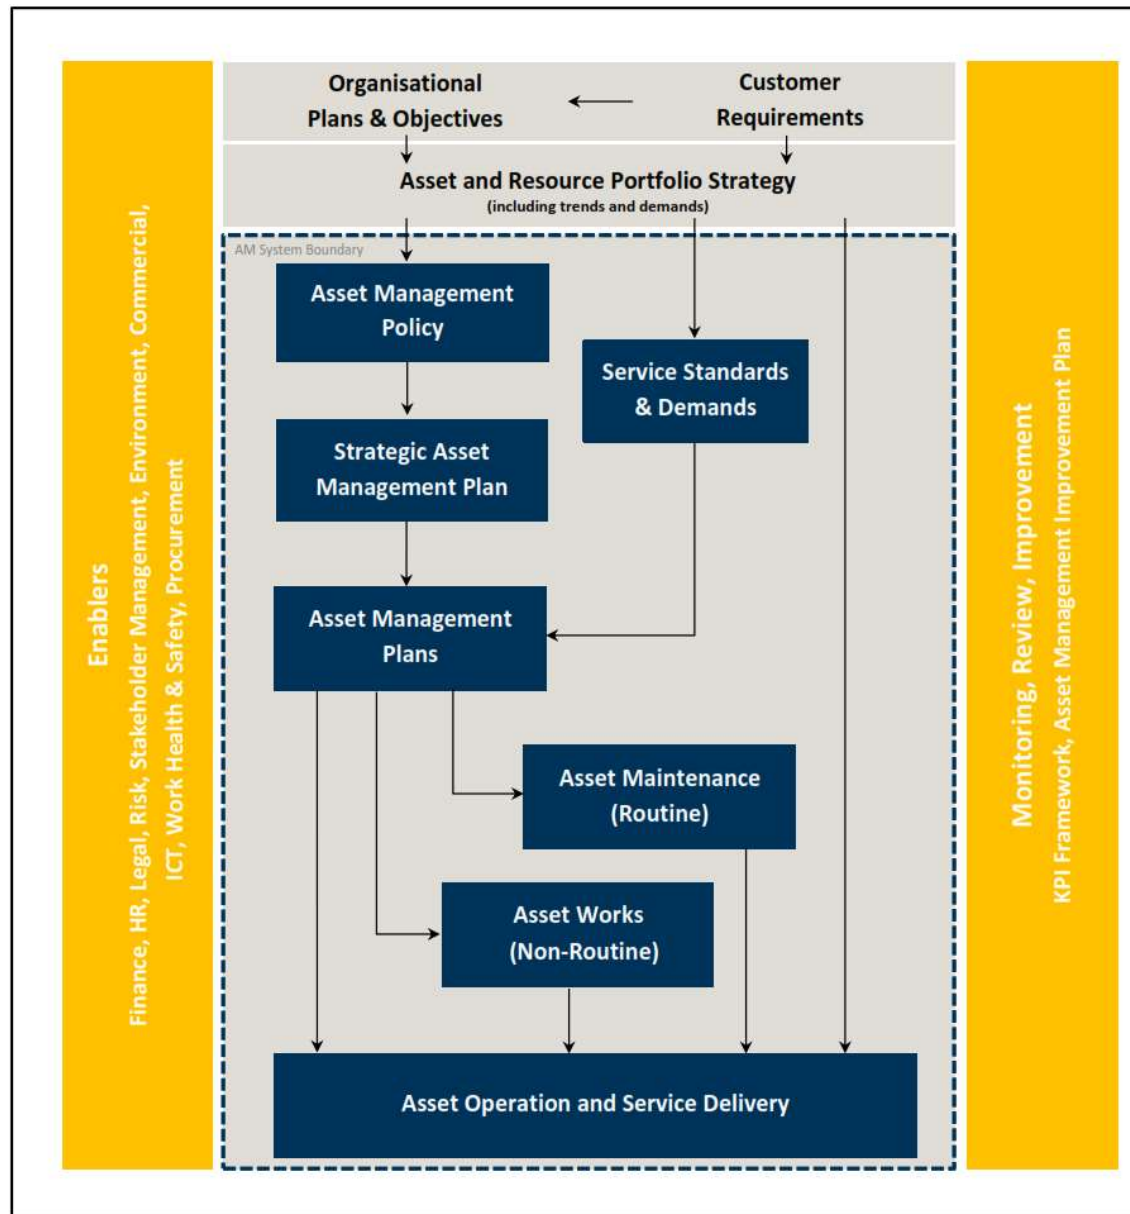 Organisational
Plans & Objectives
Customer
Requirements
Asset and Resource Portfolio Strategy
(including trends and demands)
AM System Boundary
Asset Management
Policy
Service Standards
& Demands
Strategic Asset
Management Plan
Asset Management
Plans
Asset Maintenance
(Routine)
Asset Works
(Non-Routine)
Asset Operation and Service Delivery
Enablers
Finance, HR, Legal, Risk, Stakeholder Management, Environment, Commercial,
ICT, Work Health & Safety, Procurement
Monitoring, Review, Improvement
KPI Framework, Asset Management Improvement Plan